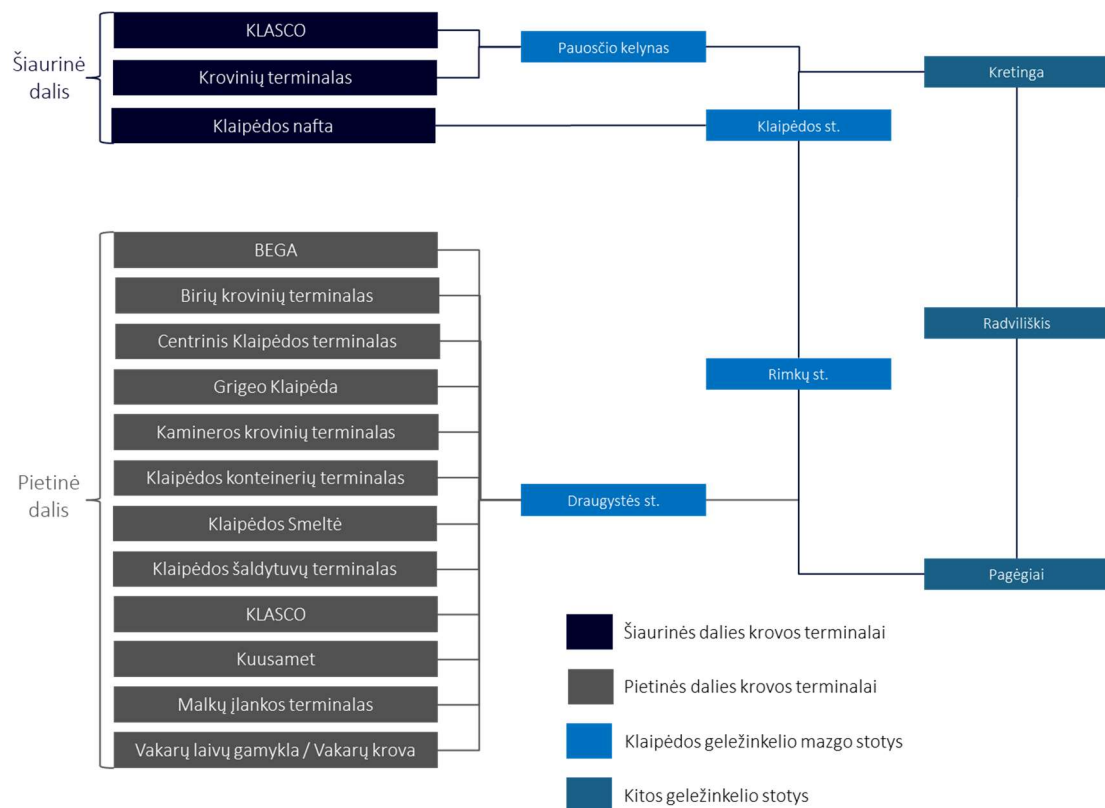 Šiaurinė
dalis
KLASCO
Krovinių terminalas
Klaipėdos nafta
Pauosčio kelynas
Klaipėdos st.
Kretinga
Radviliškis
Rimkų st.
Pietinė
dalis
BEGA
Birių krovinių terminalas
Centrinis Klaipėdos terminalas
Grigeo Klaipėda
Kamineros krovinių terminalas
Klaipėdos konteinerių terminalas
Klaipėdos Smeltė
Klaipėdos šaldytuvų terminalas
KLASCO
Kuusamet
Malkų įlankos terminalas
Vakarų laivų gamykla / Vakarų krova
Draugystės st.
Pagėgiai
Šiaurinės dalies krovos terminalai
Pietinės dalies krovos terminalai
Klaipėdos geležinkelio mazgo stotys
Kitos geležinkelio stotys